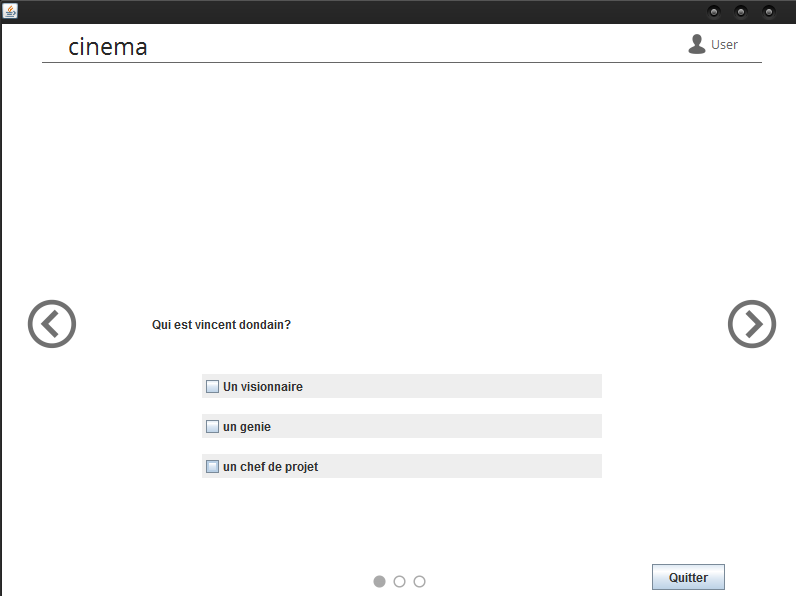 cinema
User
Qui est vincent dondain?
Un visionnaire
un genie
un chef de projet
Quitter